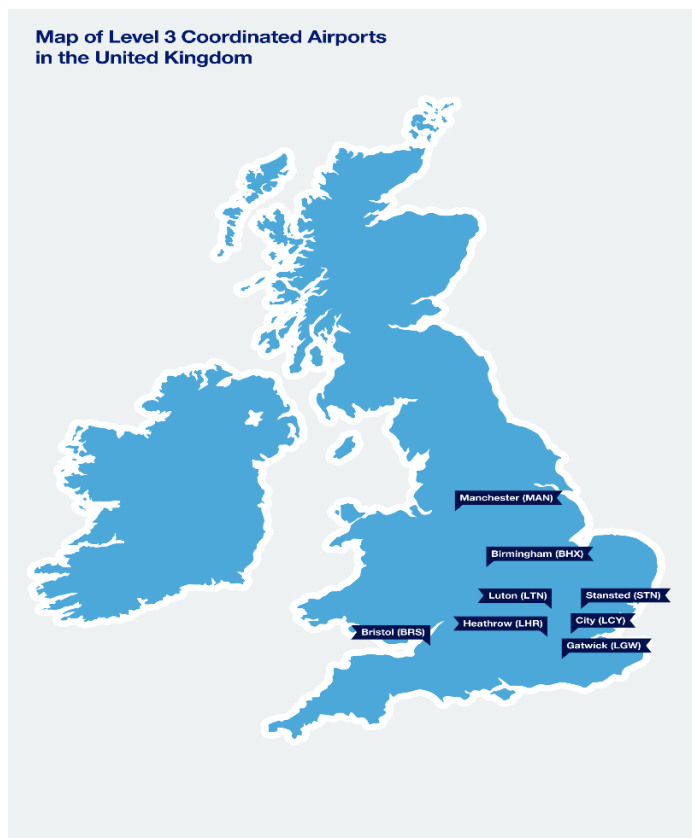 Map of Level 3 Coordinated Airports
in the United Kingdom
Manchester (MAN)
Birmingham (BHX)
Luton (LTN)
Stansted (STN)
Heathrow (LHR)
City (LCY)
Bristol (BRS)
Gatwick (LGW)